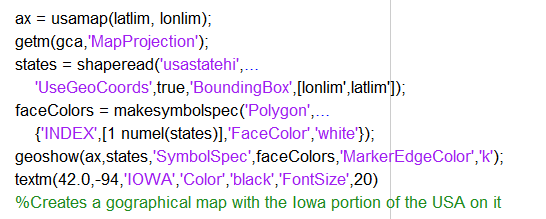 ax = usamap(latlim, lonlim);
getm(gca,'MapProjection');
states = shaperead('usastatehi',...
'UseGeoCoords',true,'BoundingBox',[lonlim',latlim']);
faceColors = makesymbolspec('Polygon',...
{'INDEX',[1 numel(states)],'FaceColor','white'});
geoshow(ax,states,'SymbolSpec',faceColors,'MarkerEdgeColor','k');
textm(42.0,-94,'IOWA','Color','black','FontSize',20)
%Creates a gographical map with the Iowa portion of the USA on it